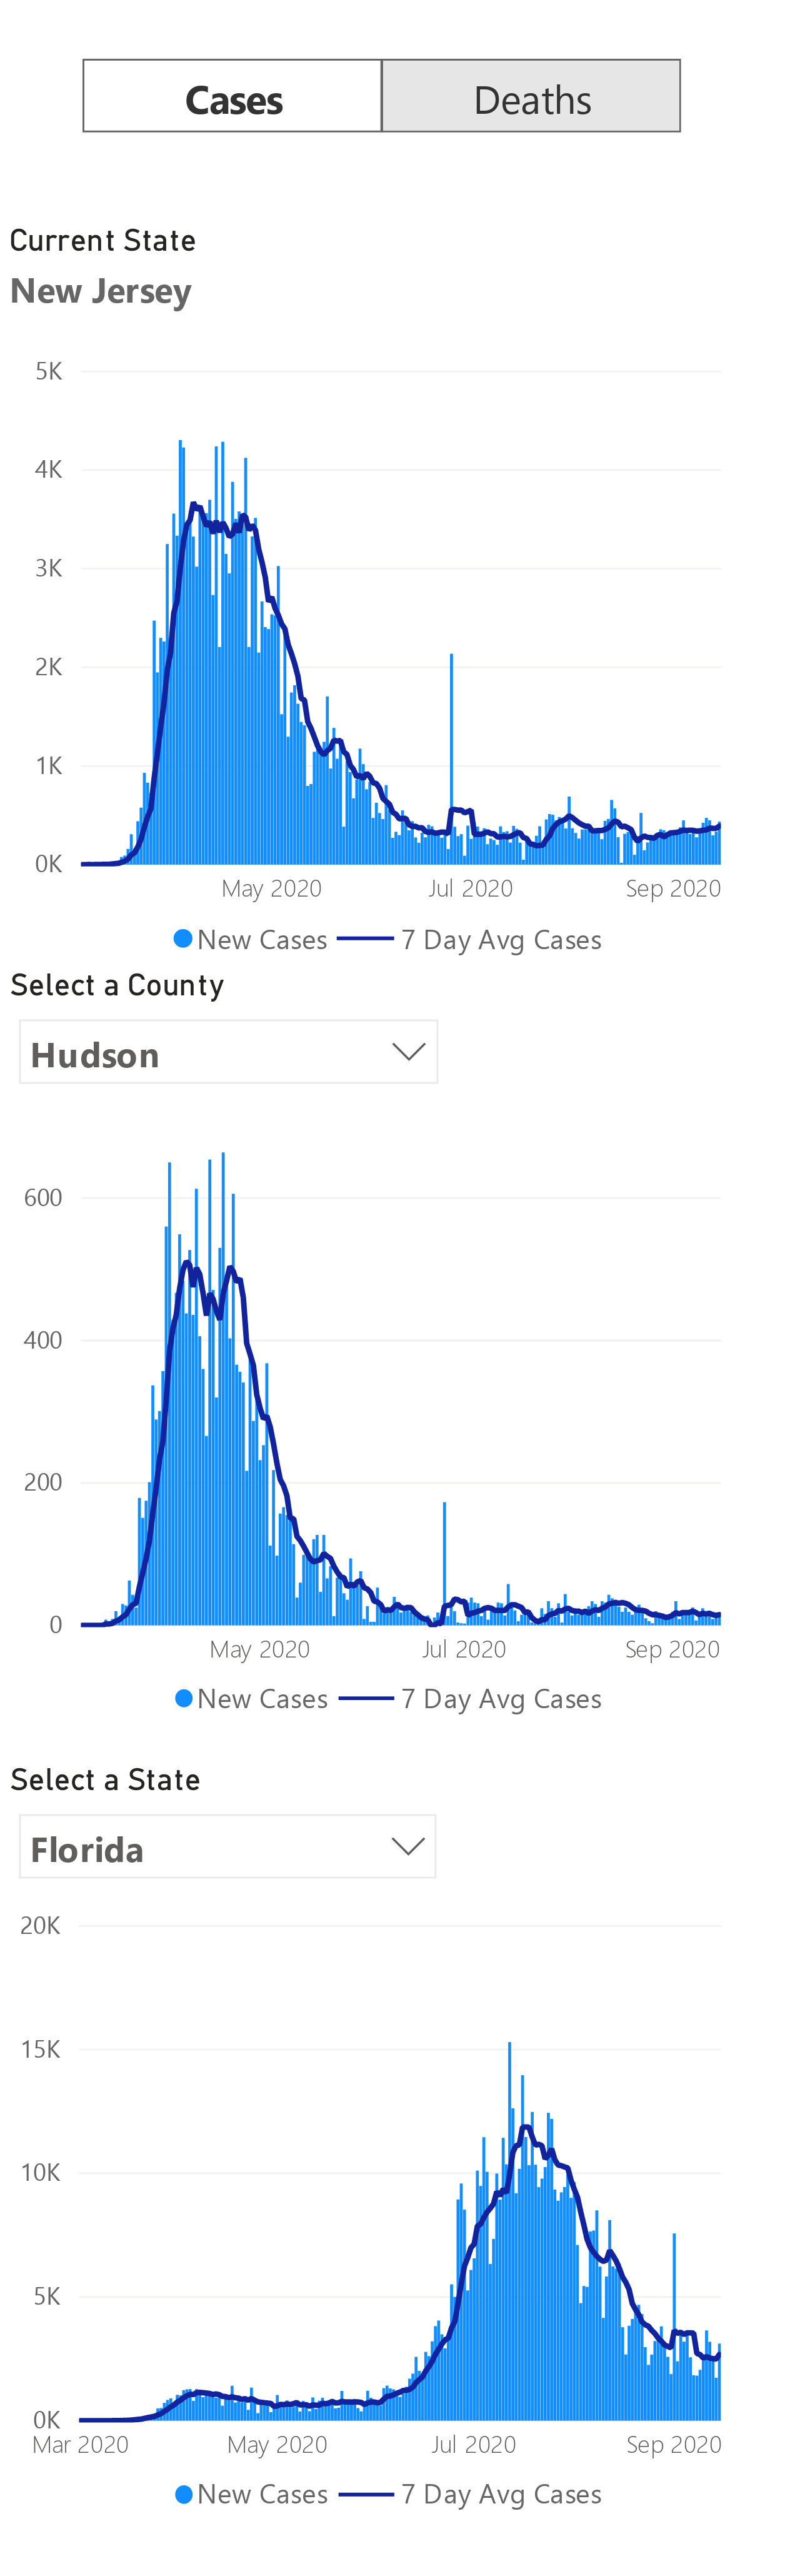 Cases Deaths
Current State
New Jersey
5K
4K
3K
2K
1K
0K
May 2020 Jul 2020 Sep 2020
New Cases 7 Day Avg Cases
Select a County
Hudson
600
400
200
0
May 2020 Jul 2020 Sep 2020
New Cases 7 Day Avg Cases
Select a State
Florida
20K
15K
10K
5K
0K
Mar 2020 May 2020 Jul 2020 Sep 2020
New Cases 7 Day Avg Cases